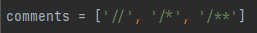 comments = ['//', '/*', '/**']